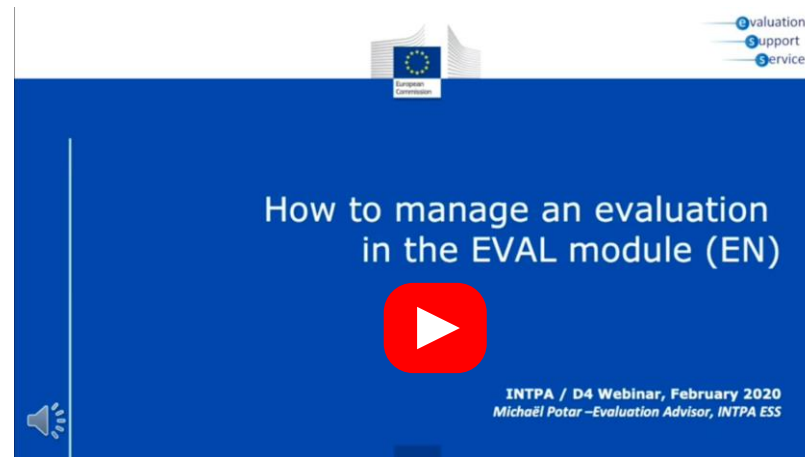 evaluation
Support
Service
European
Commission
How to manage an evaluation
in the EVAL module (EN)
INTPA / D4 Webinar, February 2020
Michaël Potar –Evaluation Advisor, INTPA ESS